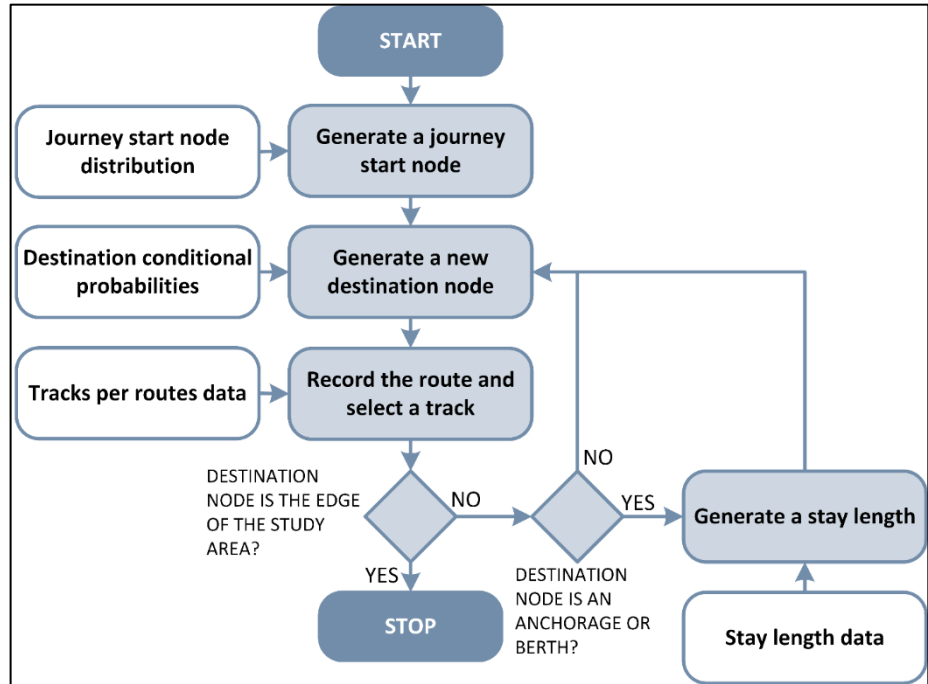 START
Journey start node
distribution
Generate a journey
start node
Destination conditional
probabilities
Generate a new
destination node
Tracks per routes data
Record the route and
select a track
DESTINATION
NODE IS THE EDGE
OF THE STUDY
AREA?
NO
YES
STOP
NO
YES
DESTINATION
NODE IS AN
ANCHORAGE OR
BERTH?
Generate a stay length
Stay length data